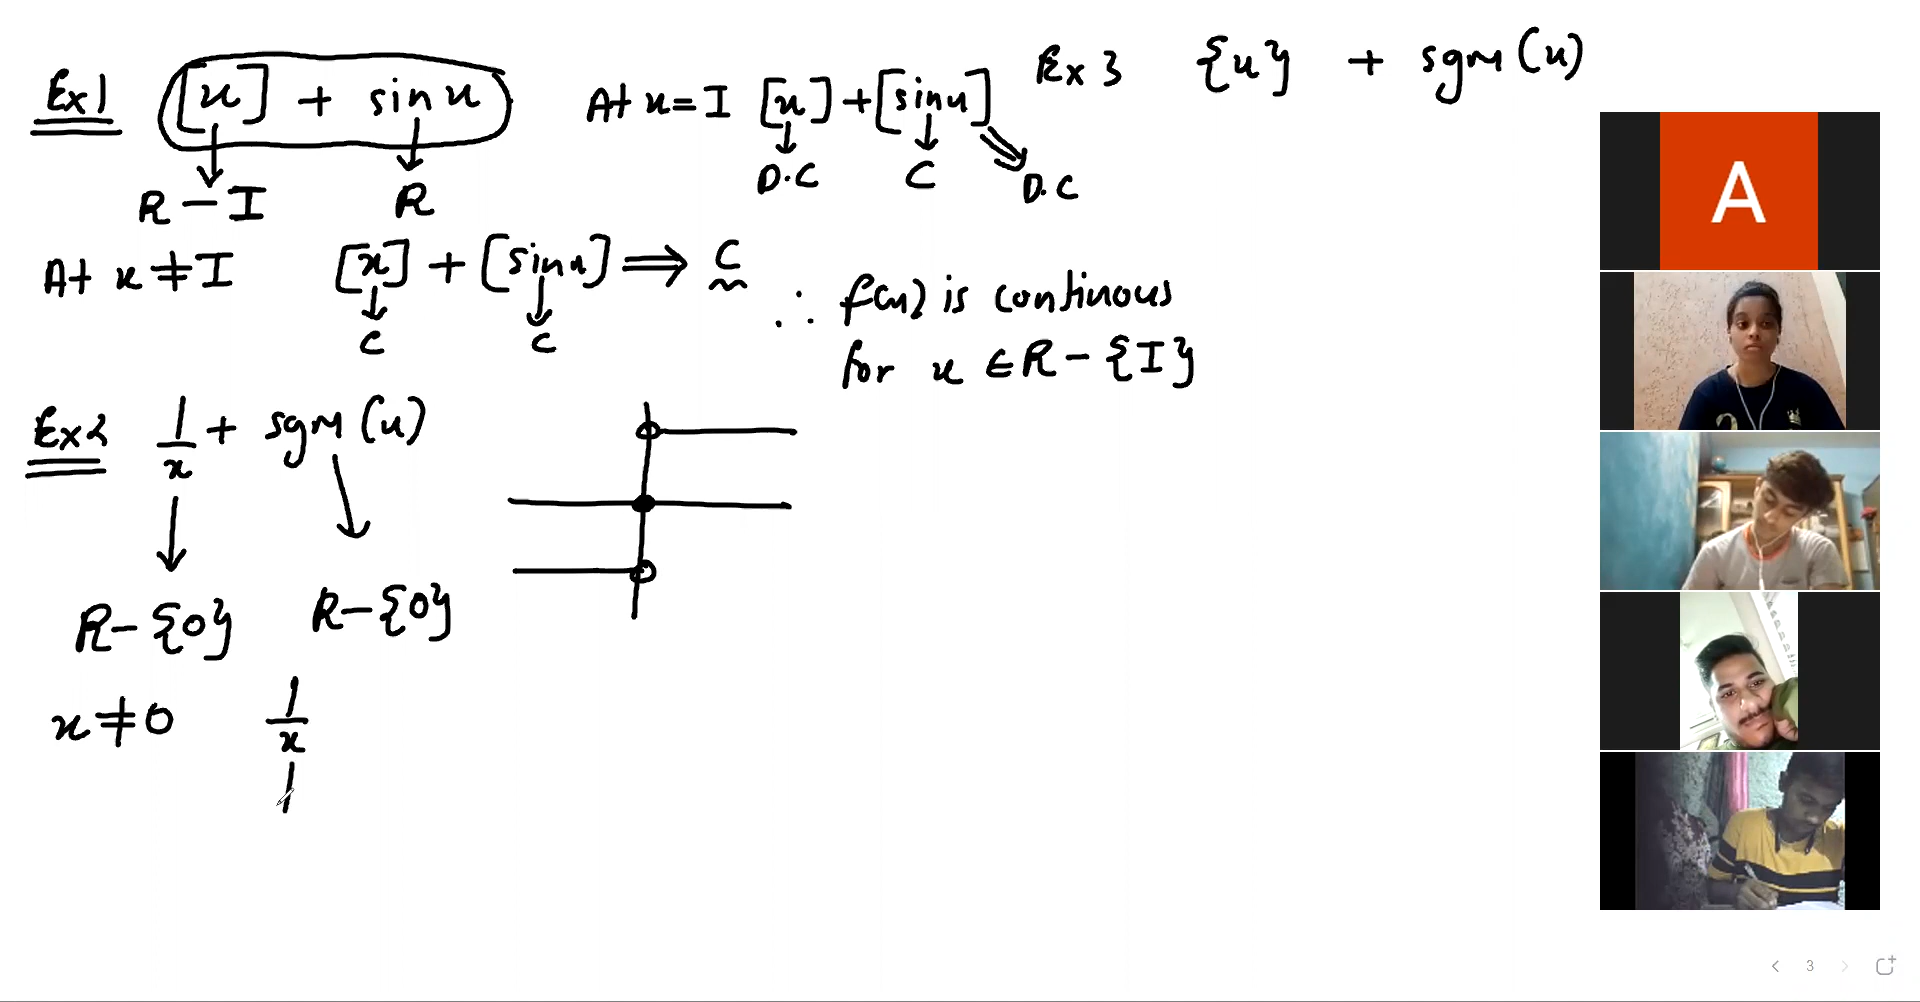 Ex1 [x] + sin x
R - I R
At x = I [x] + [sin x]
D.C C D.C
Ex 3 {x} + sgn (x)
At x ≠ I [x] + [sin x] ⟹ C
C C
∴ f(x) is continous
for x ∈ R - {I}
Ex2 1/x + sgn (x)
R - {0} R - {0}
x ≠ 0 1/x
A
3